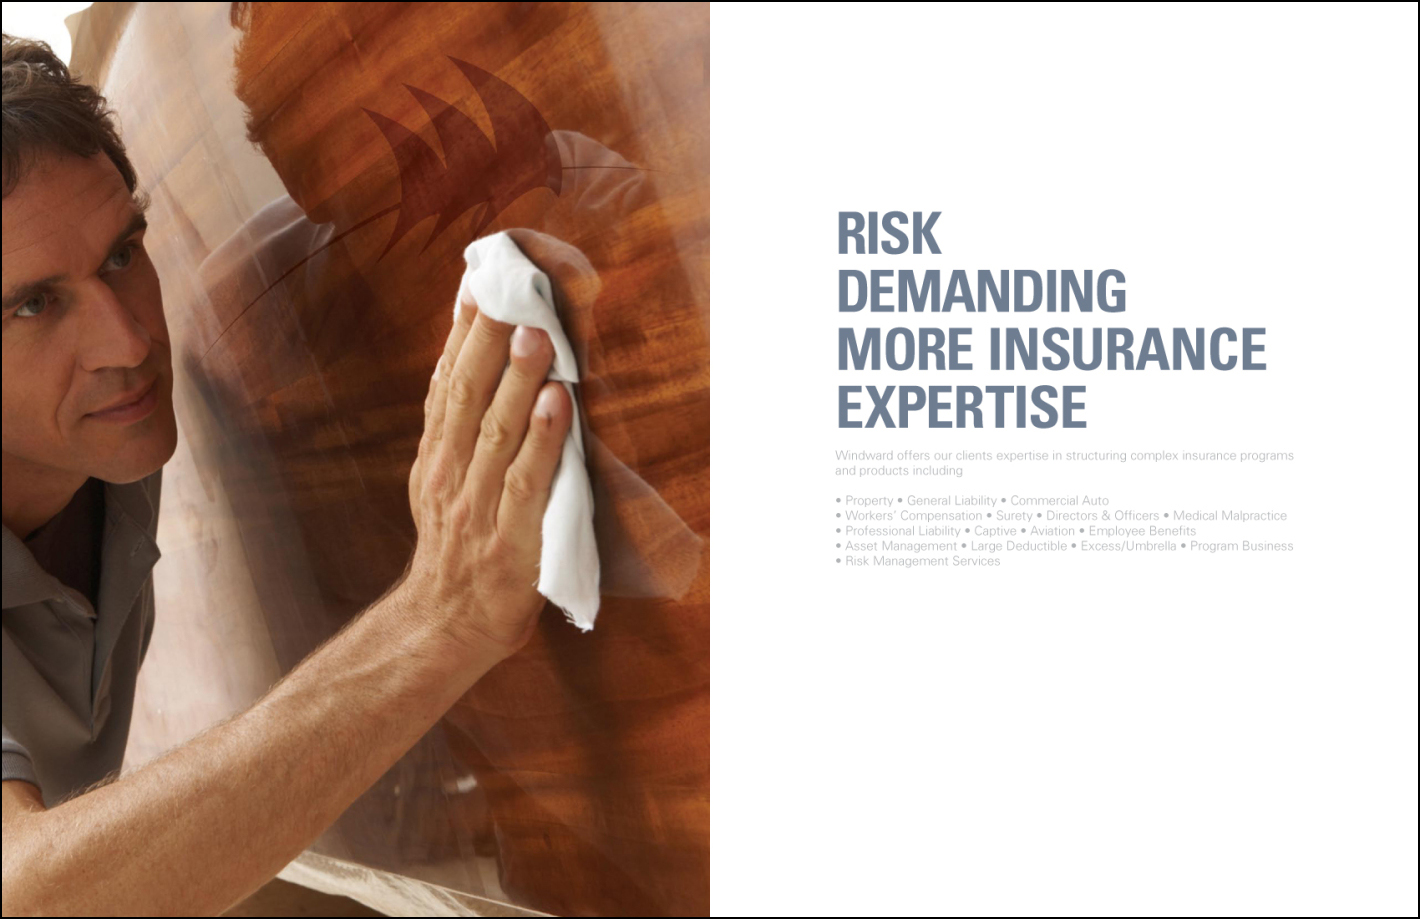 RISK
DEMANDING
MORE INSURANCE
EXPERTISE
Windward offers our clients expertise in structuring complex insurance programs
and products including
• Property • General Liability • Commercial Auto
• Workers' Compensation • Surety • Directors & Officers • Medical Malpractice
• Professional Liability • Captive • Aviation • Employee Benefits
• Asset Management • Large Deductible • Excess/Umbrella • Program Business
• Risk Management Services